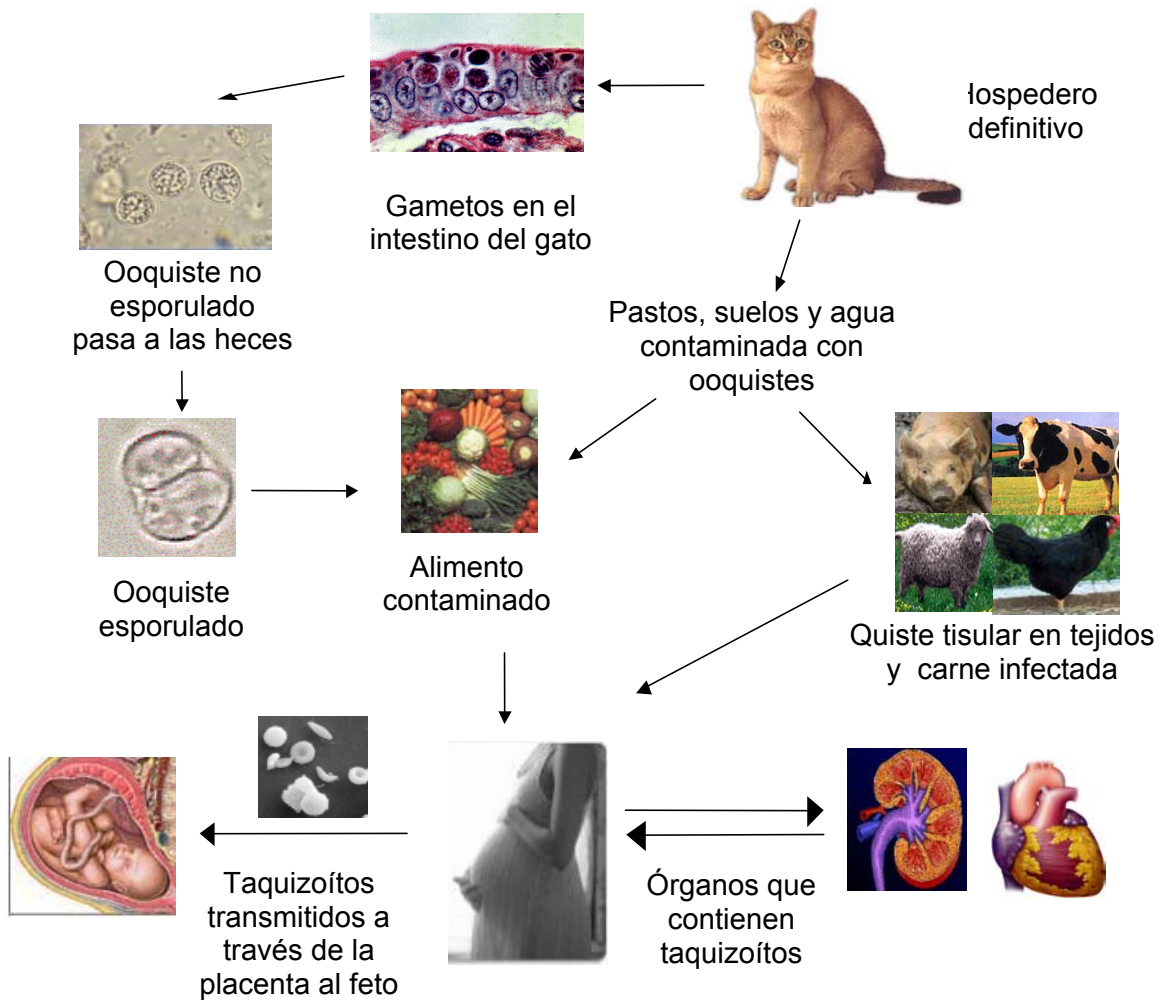 lospedero
definitivo
Gametos en el
intestino del gato
Ooquiste no
esporulado
pasa a las heces
Pastos, suelos y agua
contaminada con
ooquistes
Ooquiste
esporulado
Alimento
contaminado
Quiste tisular en tejidos
y carne infectada
Taquizoítos
transmitidos a
través de la
placenta al feto
Órganos que
contienen
taquizoítos